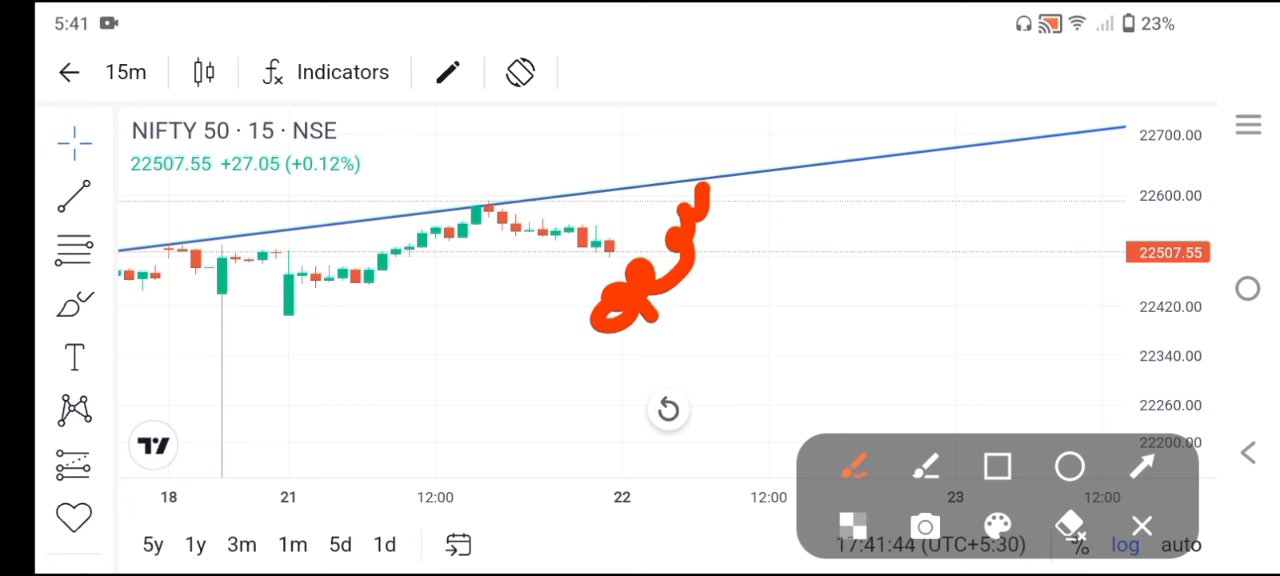 5:41 23%
15m Indicators
NIFTY 50 · 15 · NSE
22507.55 +27.05 (+0.12%)
22700.00
22600.00
22507.55
22420.00
22340.00
22260.00
22200.00
18 21 12:00 22 12:00 23 12:00
5y 1y 3m 1m 5d 1d 17:41:44 (UTC+5:30) % log auto